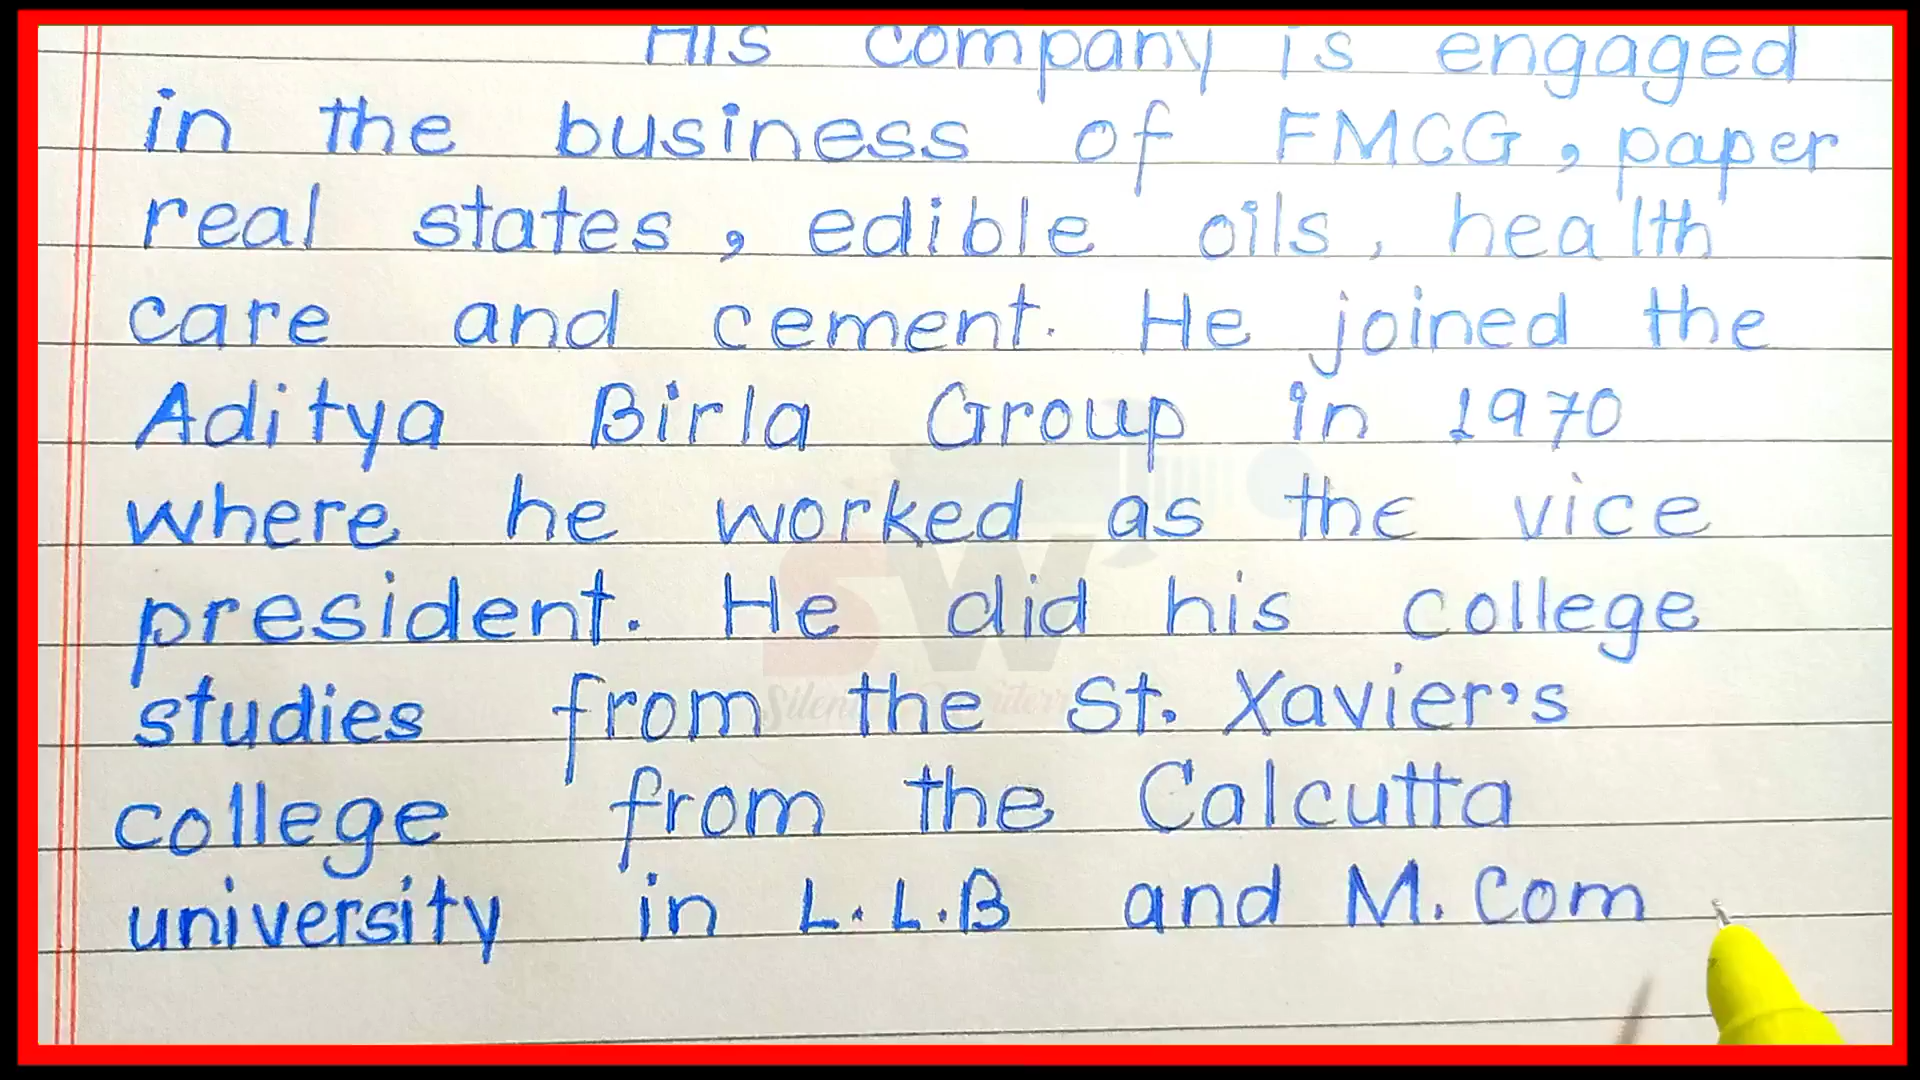 His company is engaged
in the business of FMCG, paper
real states, edible oils, health
care and cement. He joined the
Aditya Birla Group in 1970
where he worked as the vice
president. He did his college
studies from the St. Xavier's
college from the Calcutta
university in L.L.B and M.Com
SW